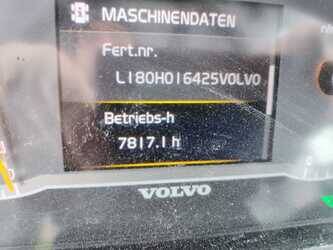 MASCHINENDATEN
Fert.nr.
L180H016425VOLVO
Betriebs-h
7817.1 h
VOLVO